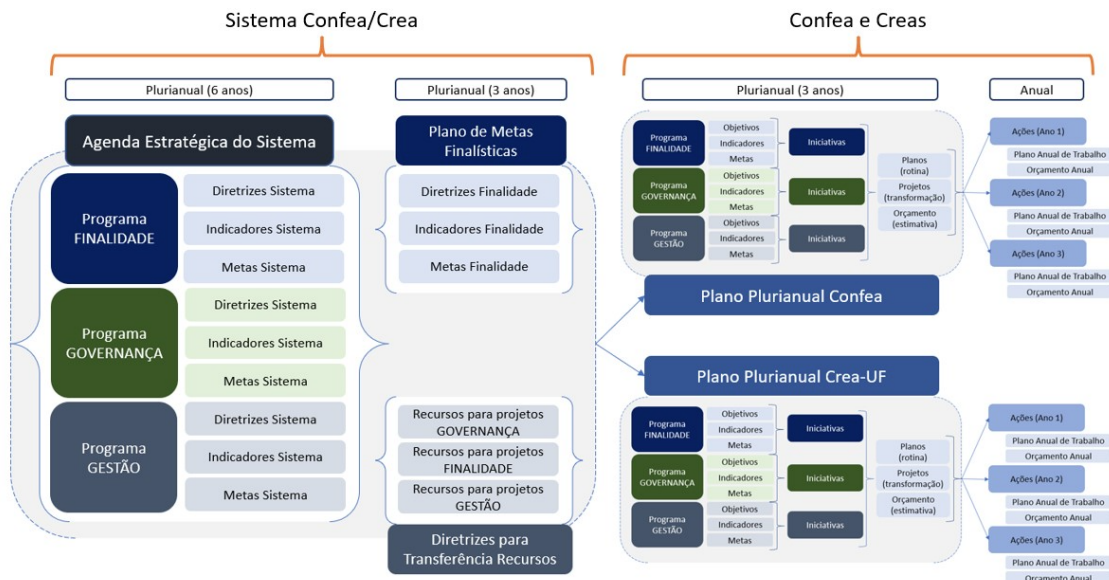 Sistema Confea/Crea
Confea e Creas
Plurianual (6 anos)
Plurianual (3 anos)
Plurianual (3 anos)
Anual
Agenda Estratégica do Sistema
Programa
FINALIDADE
Diretrizes Sistema
Indicadores Sistema
Metas Sistema
Programa
GOVERNANÇA
Diretrizes Sistema
Indicadores Sistema
Metas Sistema
Programa
GESTÃO
Diretrizes Sistema
Indicadores Sistema
Metas Sistema
Plano de Metas
Finalísticas
Diretrizes Finalidade
Indicadores Finalidade
Metas Finalidade
Recursos para projetos
GOVERNANÇA
Recursos para projetos
FINALIDADE
Recursos para projetos
GESTÃO
Diretrizes para
Transferência Recursos
Programa
FINALIDADE
Objetivos
Indicadores
Metas
Iniciativas
Programa
GOVERNANÇA
Objetivos
Indicadores
Metas
Iniciativas
Programa
GESTÃO
Objetivos
Indicadores
Metas
Iniciativas
Planos
(rotina)
Projetos
(transformação)
Orçamento
(estimativa)
Ações (Ano 1)
Plano Anual de Trabalho
Orçamento Anual
Ações (Ano 2)
Plano Anual de Trabalho
Orçamento Anual
Ações (Ano 3)
Plano Anual de Trabalho
Orçamento Anual
Plano Plurianual Confea
Plano Plurianual Crea-UF
Programa
FINALIDADE
Objetivos
Indicadores
Metas
Iniciativas
Programa
GOVERNANÇA
Objetivos
Indicadores
Metas
Iniciativas
Programa
GESTÃO
Objetivos
Indicadores
Metas
Iniciativas
Planos
(rotina)
Projetos
(transformação)
Orçamento
(estimativa)
Ações (Ano 1)
Plano Anual de Trabalho
Orçamento Anual
Ações (Ano 2)
Plano Anual de Trabalho
Orçamento Anual
Ações (Ano 3)
Plano Anual de Trabalho
Orçamento Anual